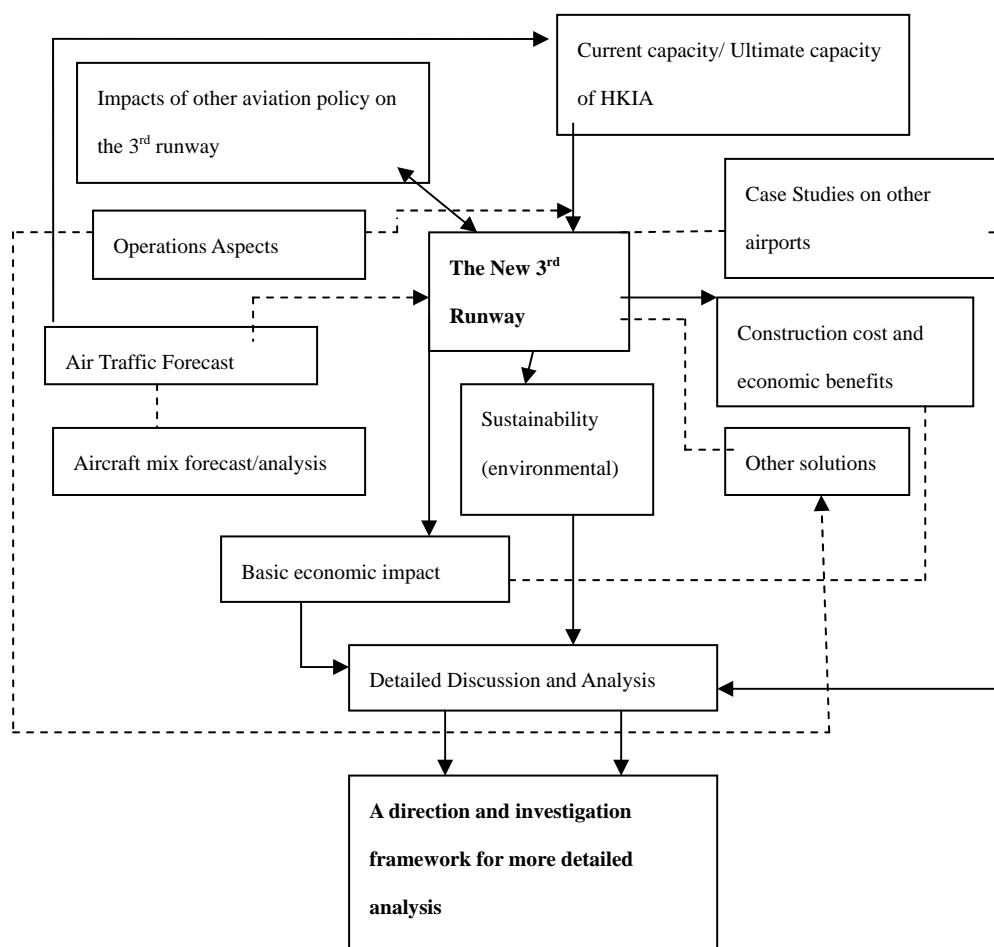 Current capacity/ Ultimate capacity
of HKIA
Impacts of other aviation policy on
the 3rd runway
Case Studies on other
airports
Operations Aspects
The New 3rd
Runway
Construction cost and
economic benefits
Air Traffic Forecast
Sustainability
(environmental)
Aircraft mix forecast/analysis
Other solutions
Basic economic impact
Detailed Discussion and Analysis
A direction and investigation
framework for more detailed
analysis